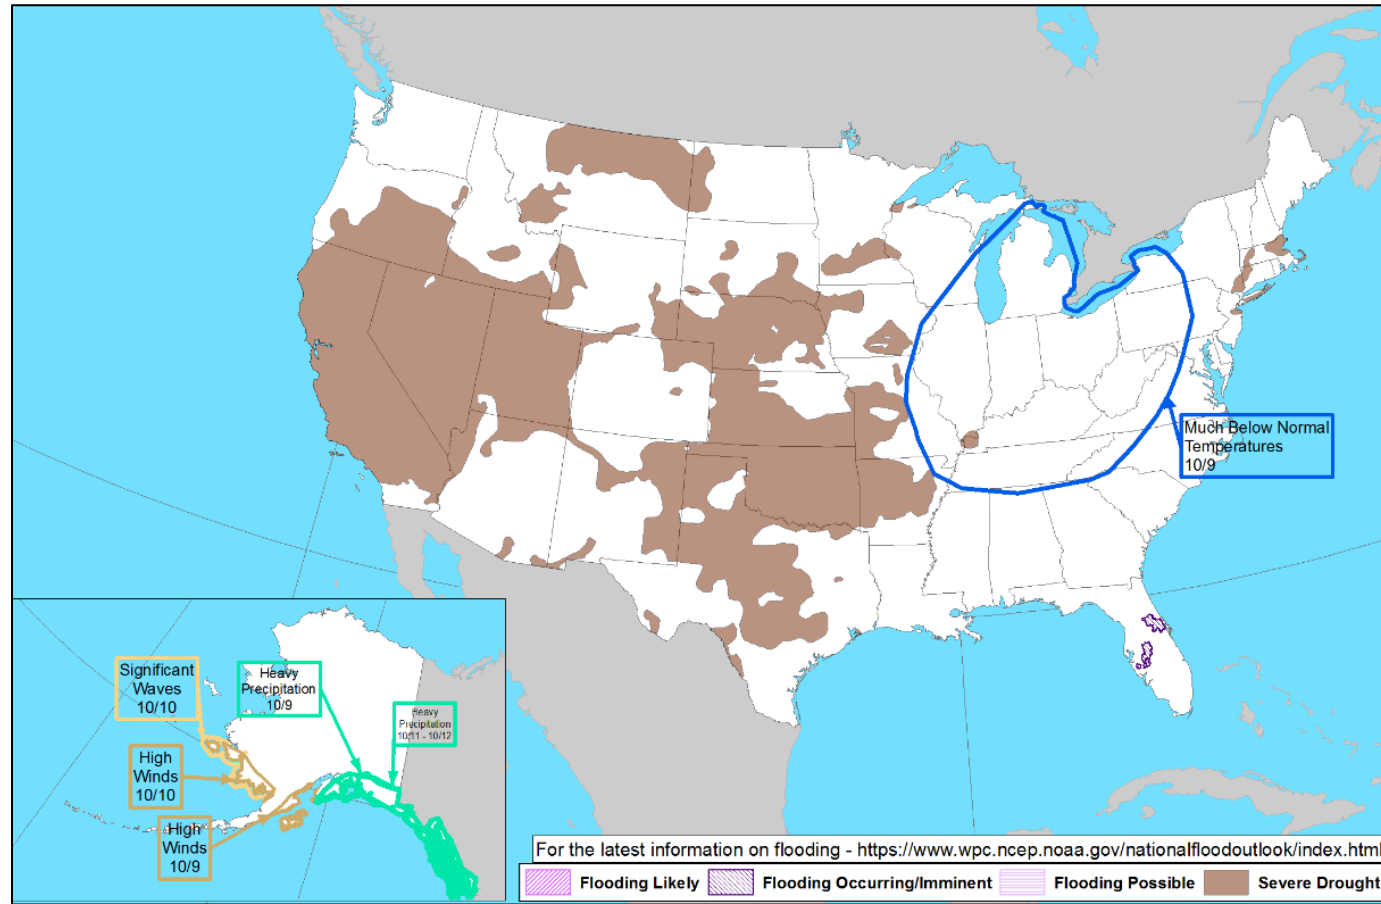 Much Below Normal
Temperatures
10/9
Significant
Waves
10/10
Heavy
Precipitation
10/9
Heavy
Precipitation
10/11 - 10/12
High
Winds
10/10
High
Winds
10/9
For the latest information on flooding - https://www.wpc.ncep.noaa.gov/nationalfloodoutlook/index.html
Flooding Likely Flooding Occurring/Imminent Flooding Possible Severe Drought